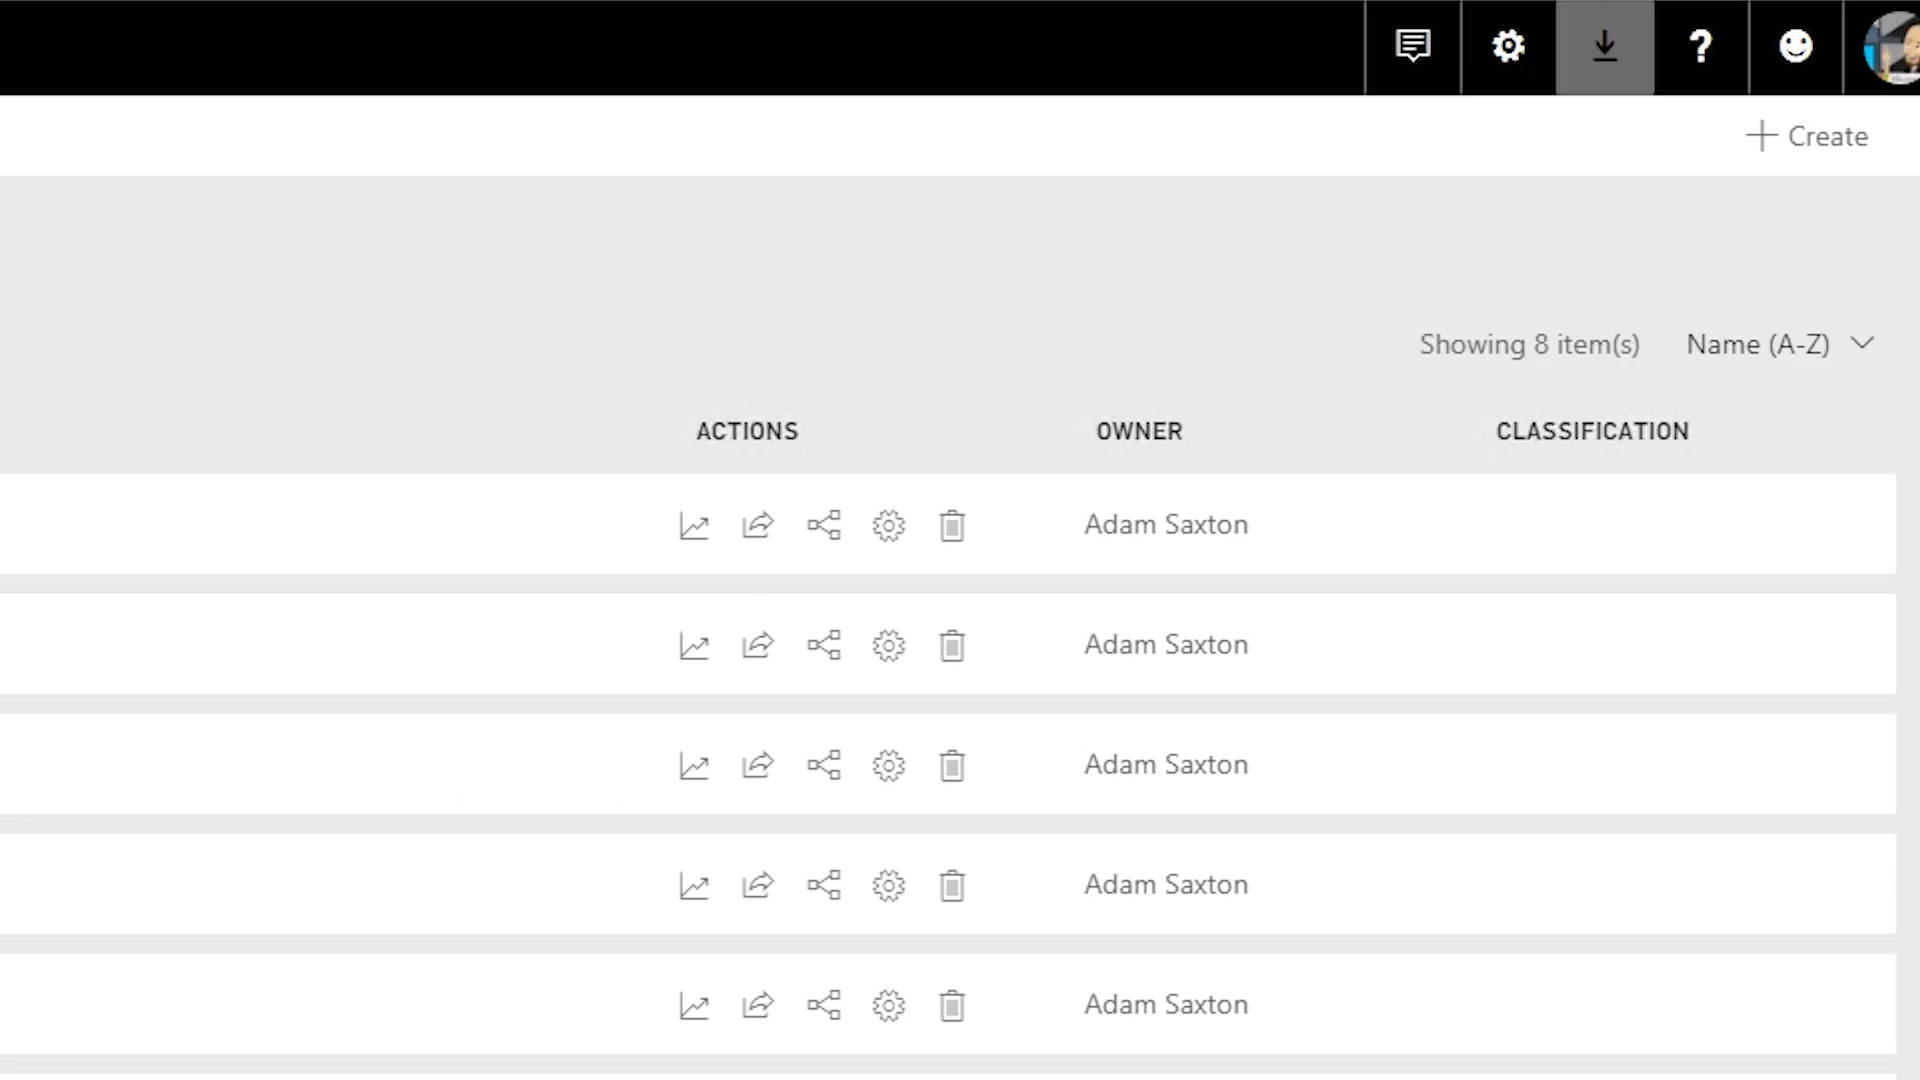 Create
Showing 8 item(s) Name (A-Z)
ACTIONS OWNER CLASSIFICATION
Adam Saxton
Adam Saxton
Adam Saxton
Adam Saxton
Adam Saxton